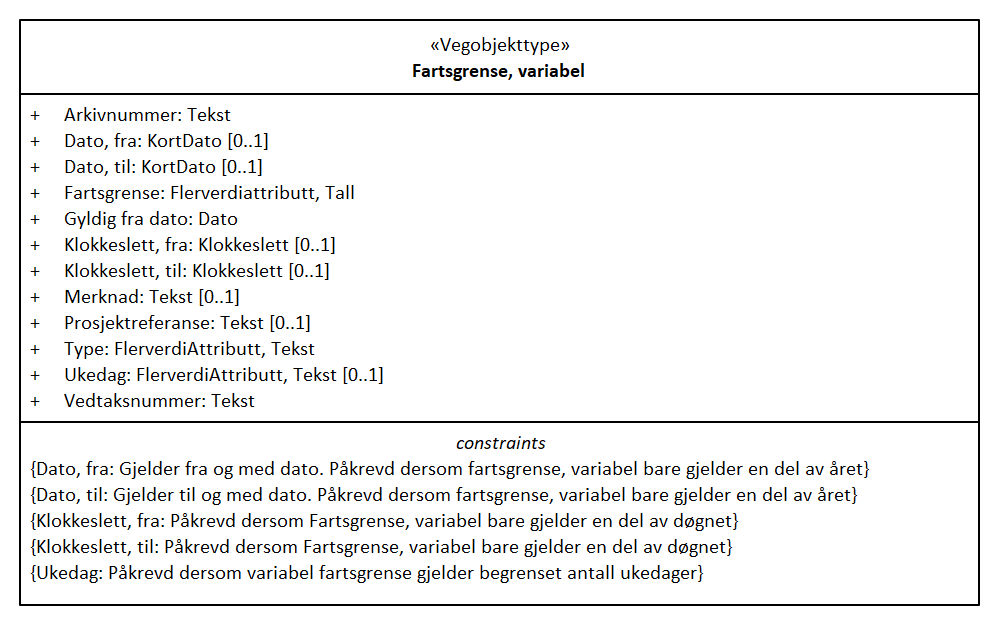 «Vegobjekttype»
Fartsgrense, variabel
+ Arkivnummer: Tekst
+ Dato, fra: KortDato [0..1]
+ Dato, til: KortDato [0..1]
+ Fartsgrense: Flerverdiattributt, Tall
+ Gyldig fra dato: Dato
+ Klokkeslett, fra: Klokkeslett [0..1]
+ Klokkeslett, til: Klokkeslett [0..1]
+ Merknad: Tekst [0..1]
+ Prosjektreferanse: Tekst [0..1]
+ Type: FlerverdiAttributt, Tekst
+ Ukedag: FlerverdiAttributt, Tekst [0..1]
+ Vedtaksnummer: Tekst
constraints
{Dato, fra: Gjelder fra og med dato. Påkrevd dersom fartsgrense, variabel bare gjelder en del av året}
{Dato, til: Gjelder til og med dato. Påkrevd dersom fartsgrense, variabel bare gjelder en del av året}
{Klokkeslett, fra: Påkrevd dersom Fartsgrense, variabel bare gjelder en del av døgnet}
{Klokkeslett, til: Påkrevd dersom Fartsgrense, variabel bare gjelder en del av døgnet}
{Ukedag: Påkrevd dersom variabel fartsgrense gjelder begrenset antall ukedager}